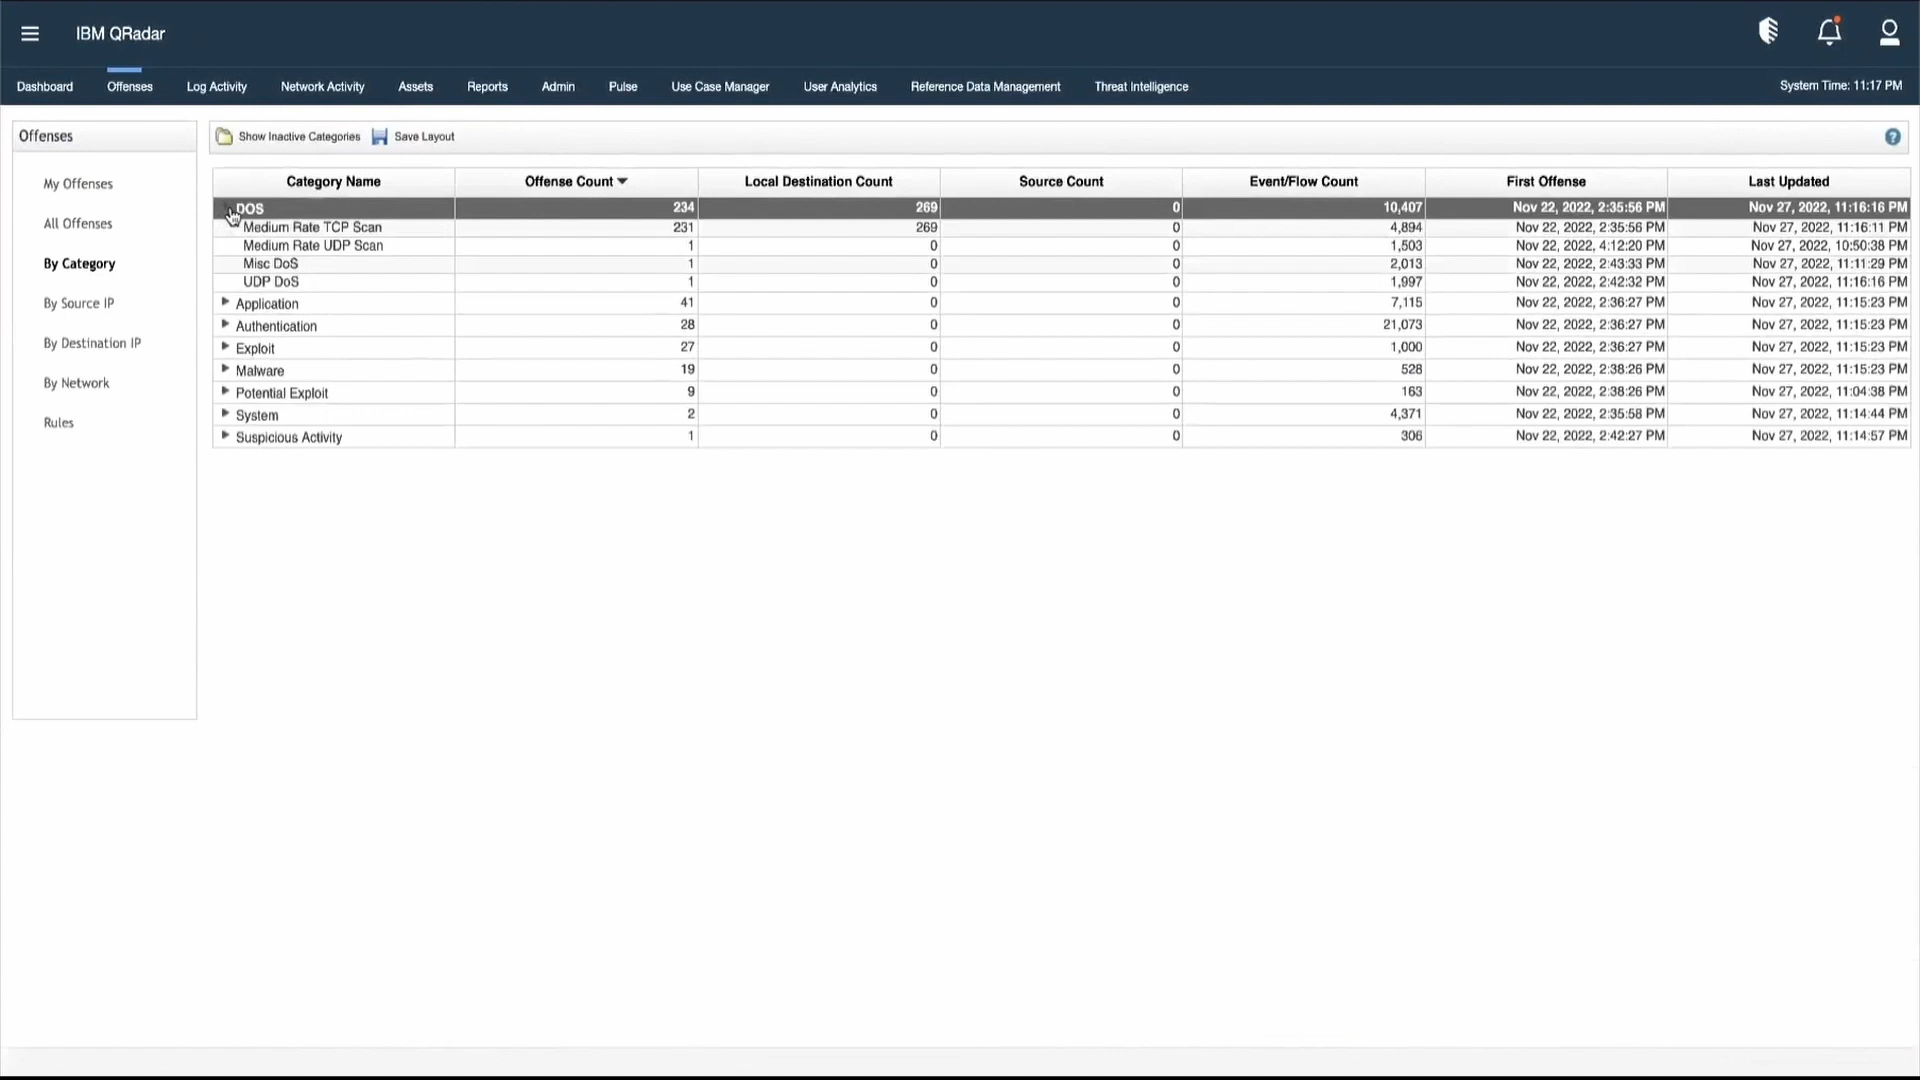 IBM QRadar
Dashboard Offenses Log Activity Network Activity Assets Reports Admin Pulse Use Case Manager User Analytics Reference Data Management Threat Intelligence System Time: 11:17 PM
Offenses
My Offenses
All Offenses
By Category
By Source IP
By Destination IP
By Network
Rules
Show Inactive Categories Save Layout ?
Category Name Offense Count Local Destination Count Source Count Event/Flow Count First Offense Last Updated
DOS 234 269 0 10,407 Nov 22, 2022, 2:35:56 PM Nov 27, 2022, 11:16:16 PM
Medium Rate TCP Scan 231 269 0 4,894 Nov 22, 2022, 2:35:56 PM Nov 27, 2022, 11:16:11 PM
Medium Rate UDP Scan 1 0 0 1,503 Nov 22, 2022, 4:12:20 PM Nov 27, 2022, 10:50:38 PM
Misc DoS 1 0 0 2,013 Nov 22, 2022, 2:43:33 PM Nov 27, 2022, 11:11:29 PM
UDP DoS 1 0 0 1,997 Nov 22, 2022, 2:42:32 PM Nov 27, 2022, 11:16:16 PM
Application 41 0 0 7,115 Nov 22, 2022, 2:36:27 PM Nov 27, 2022, 11:15:23 PM
Authentication 28 0 0 21,073 Nov 22, 2022, 2:36:27 PM Nov 27, 2022, 11:15:23 PM
Exploit 27 0 0 1,000 Nov 22, 2022, 2:36:27 PM Nov 27, 2022, 11:15:23 PM
Malware 19 0 0 528 Nov 22, 2022, 2:38:26 PM Nov 27, 2022, 11:15:23 PM
Potential Exploit 9 0 0 163 Nov 22, 2022, 2:38:26 PM Nov 27, 2022, 11:04:38 PM
System 2 0 0 4,371 Nov 22, 2022, 2:35:58 PM Nov 27, 2022, 11:14:44 PM
Suspicious Activity 1 0 0 306 Nov 22, 2022, 2:42:27 PM Nov 27, 2022, 11:14:57 PM